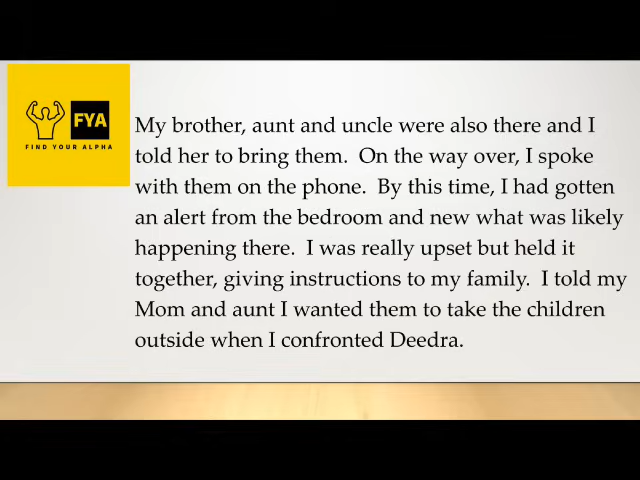 FYA
FIND YOUR ALPHA
My brother, aunt and uncle were also there and I
told her to bring them.  On the way over, I spoke
with them on the phone.  By this time, I had gotten
an alert from the bedroom and new what was likely
happening there.  I was really upset but held it
together, giving instructions to my family.  I told my
Mom and aunt I wanted them to take the children
outside when I confronted Deedra.